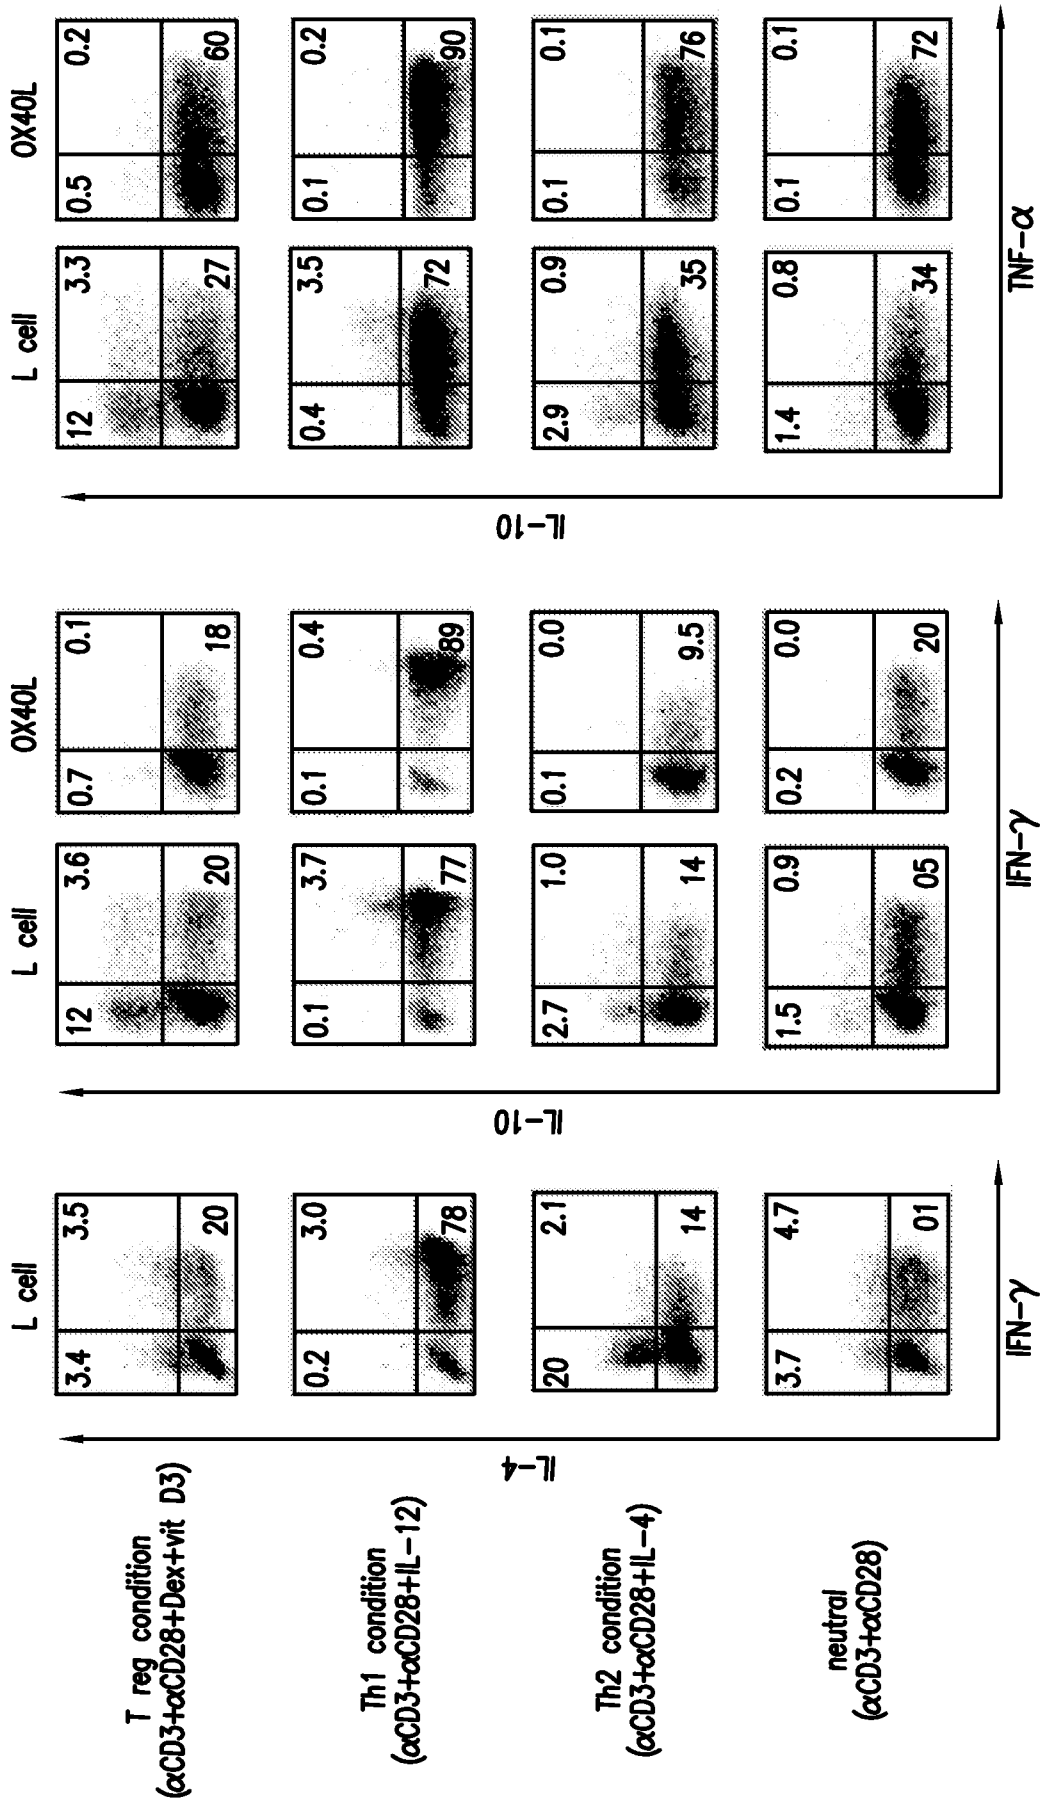 L cell L cell OX40L L cell OX40L
3.4 3.5 12 3.6 0.7 0.1 12 3.3 0.5 0.2
T reg condition
(αCD3+αCD28+Dex+vit D3)
20 20 18 27 60
0.2 3.0 0.1 3.7 0.1 0.4 0.4 3.5 0.1 0.2
Th1 condition
(αCD3+αCD28+IL-12)
78 77 89 72 90
IL-4 IL-10 IL-10
20 2.1 2.7 1.0 0.1 0.0 2.9 0.9 0.1 0.1
Th2 condition
(αCD3+αCD28+IL-4)
14 14 9.5 35 76
3.7 4.7 1.5 0.9 0.2 0.0 1.4 0.8 0.1 0.1
neutral
(αCD3+αCD28)
01 05 20 34 72
IFN-γ IFN-γ TNF-α